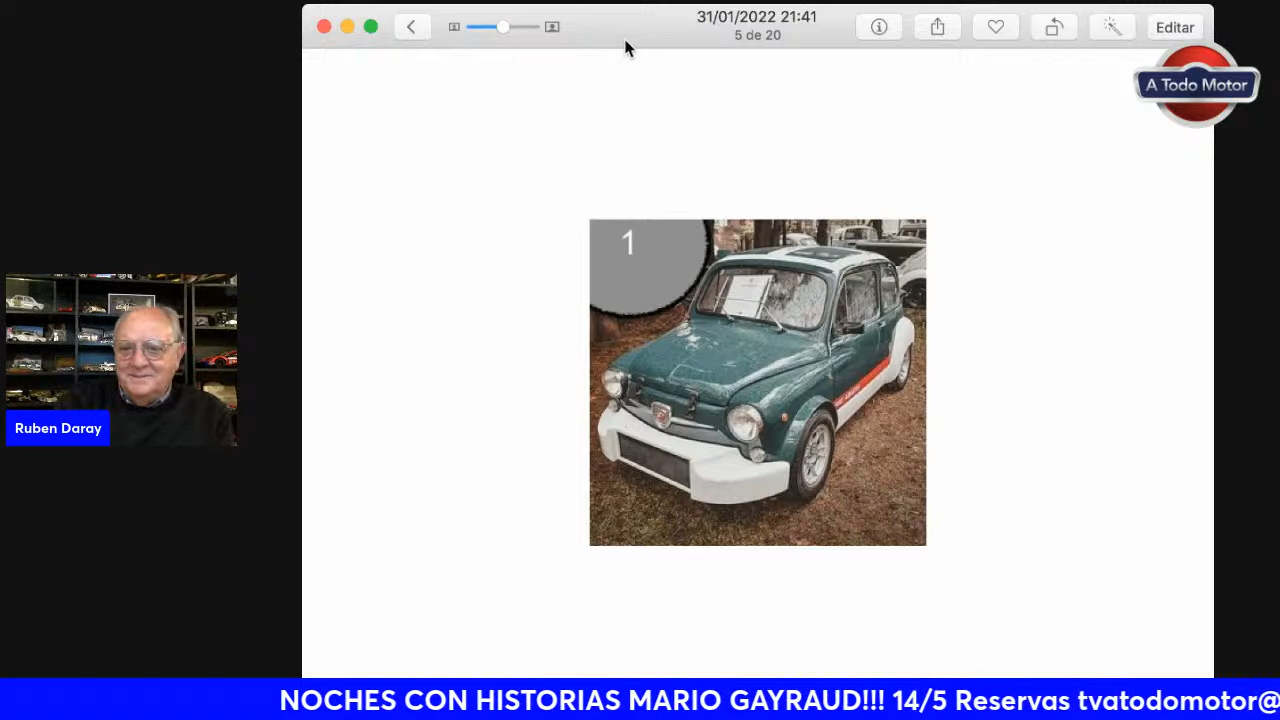 31/01/2022 21:41
5 de 20
Editar
A Todo Motor
1
Ruben Daray
NOCHES CON HISTORIAS MARIO GAYRAUD!!! 14/5 Reservas tvatodomotor@